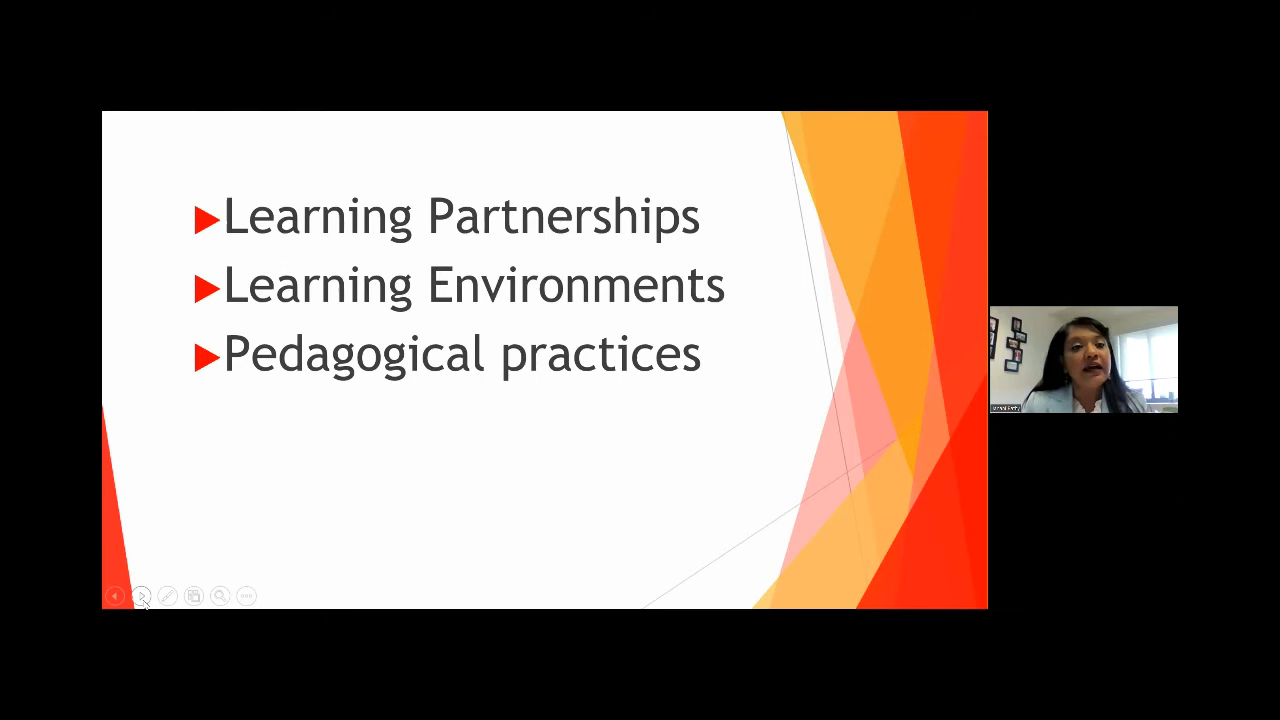 Learning Partnerships
Learning Environments
Pedagogical practices